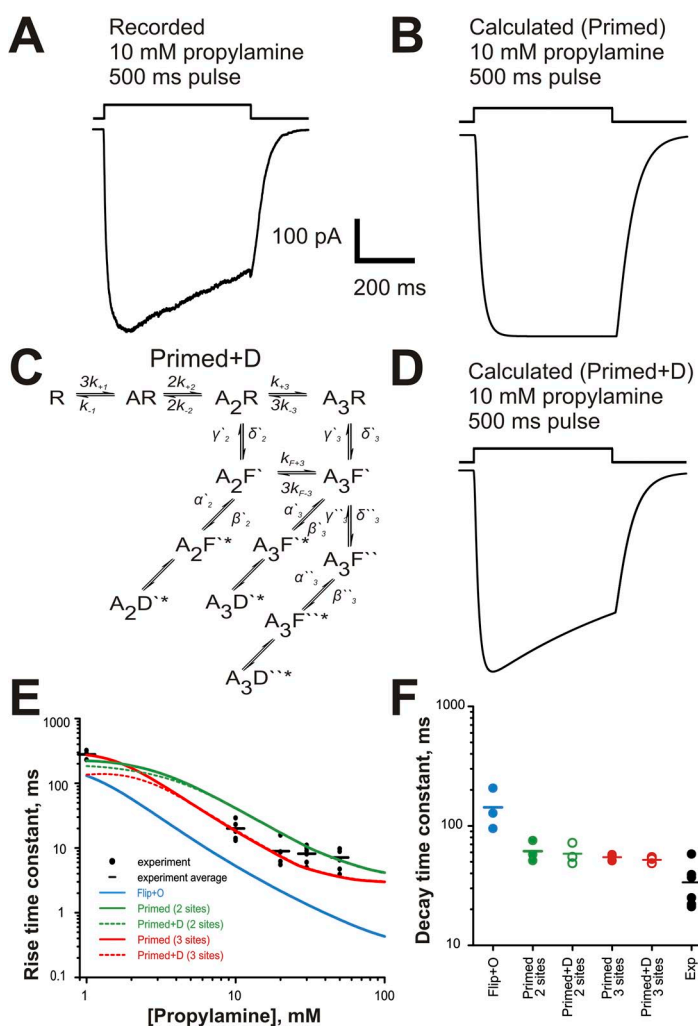 A
Recorded
10 mM propylamine
500 ms pulse
B
Calculated (Primed)
10 mM propylamine
500 ms pulse
100 pA
200 ms
C
Primed+D
3k+1 2k+2 k+3
R AR A2R A3R
k-1 2k-2 3k-3
γ`2 δ`2 γ`3 δ`3
kF+3
A2F` A3F`
3kF-3
α`2 β`2 α`3 β`3 γ``3 δ``3
A2F`* A3F`* A3F``
α``3 β``3
A2D`* A3D`* A3F``*
A3D``*
D
Calculated (Primed+D)
10 mM propylamine
500 ms pulse
E
Rise time constant, ms
1000
100
10
1
0.1
experiment
experiment average
Flip+O
Primed (2 sites)
Primed+D (2 sites)
Primed (3 sites)
Primed+D (3 sites)
1 10 100
[Propylamine], mM
F
Decay time constant, ms
1000
100
10
Flip+O
Primed
2 sites
Primed+D
2 sites
Primed
3 sites
Primed+D
3 sites
Exp